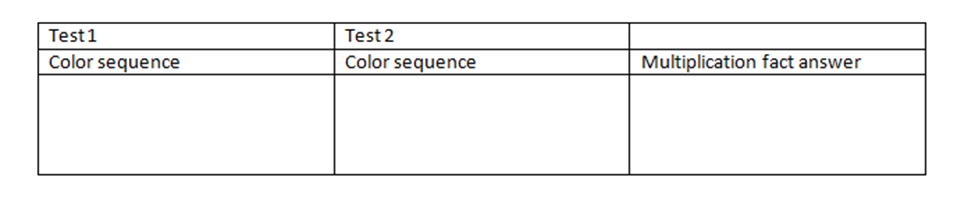 Test 1
Test 2
Color sequence
Color sequence
Multiplication fact answer